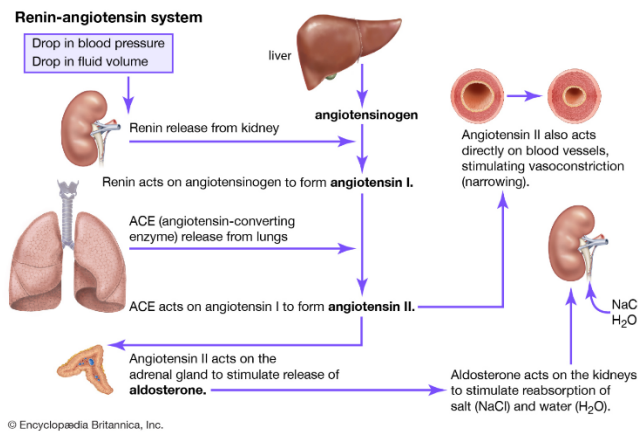 Renin-angiotensin system
Drop in blood pressure
Drop in fluid volume
liver
angiotensinogen
Renin release from kidney
Renin acts on angiotensinogen to form angiotensin I.
ACE (angiotensin-converting
enzyme) release from lungs
ACE acts on angiotensin I to form angiotensin II.
Angiotensin II also acts
directly on blood vessels,
stimulating vasoconstriction
(narrowing).
NaC
H₂O
Angiotensin II acts on the
adrenal gland to stimulate release of
aldosterone.
Aldosterone acts on the kidneys
to stimulate reabsorption of
salt (NaCl) and water (H₂O).
© Encyclopædia Britannica, Inc.